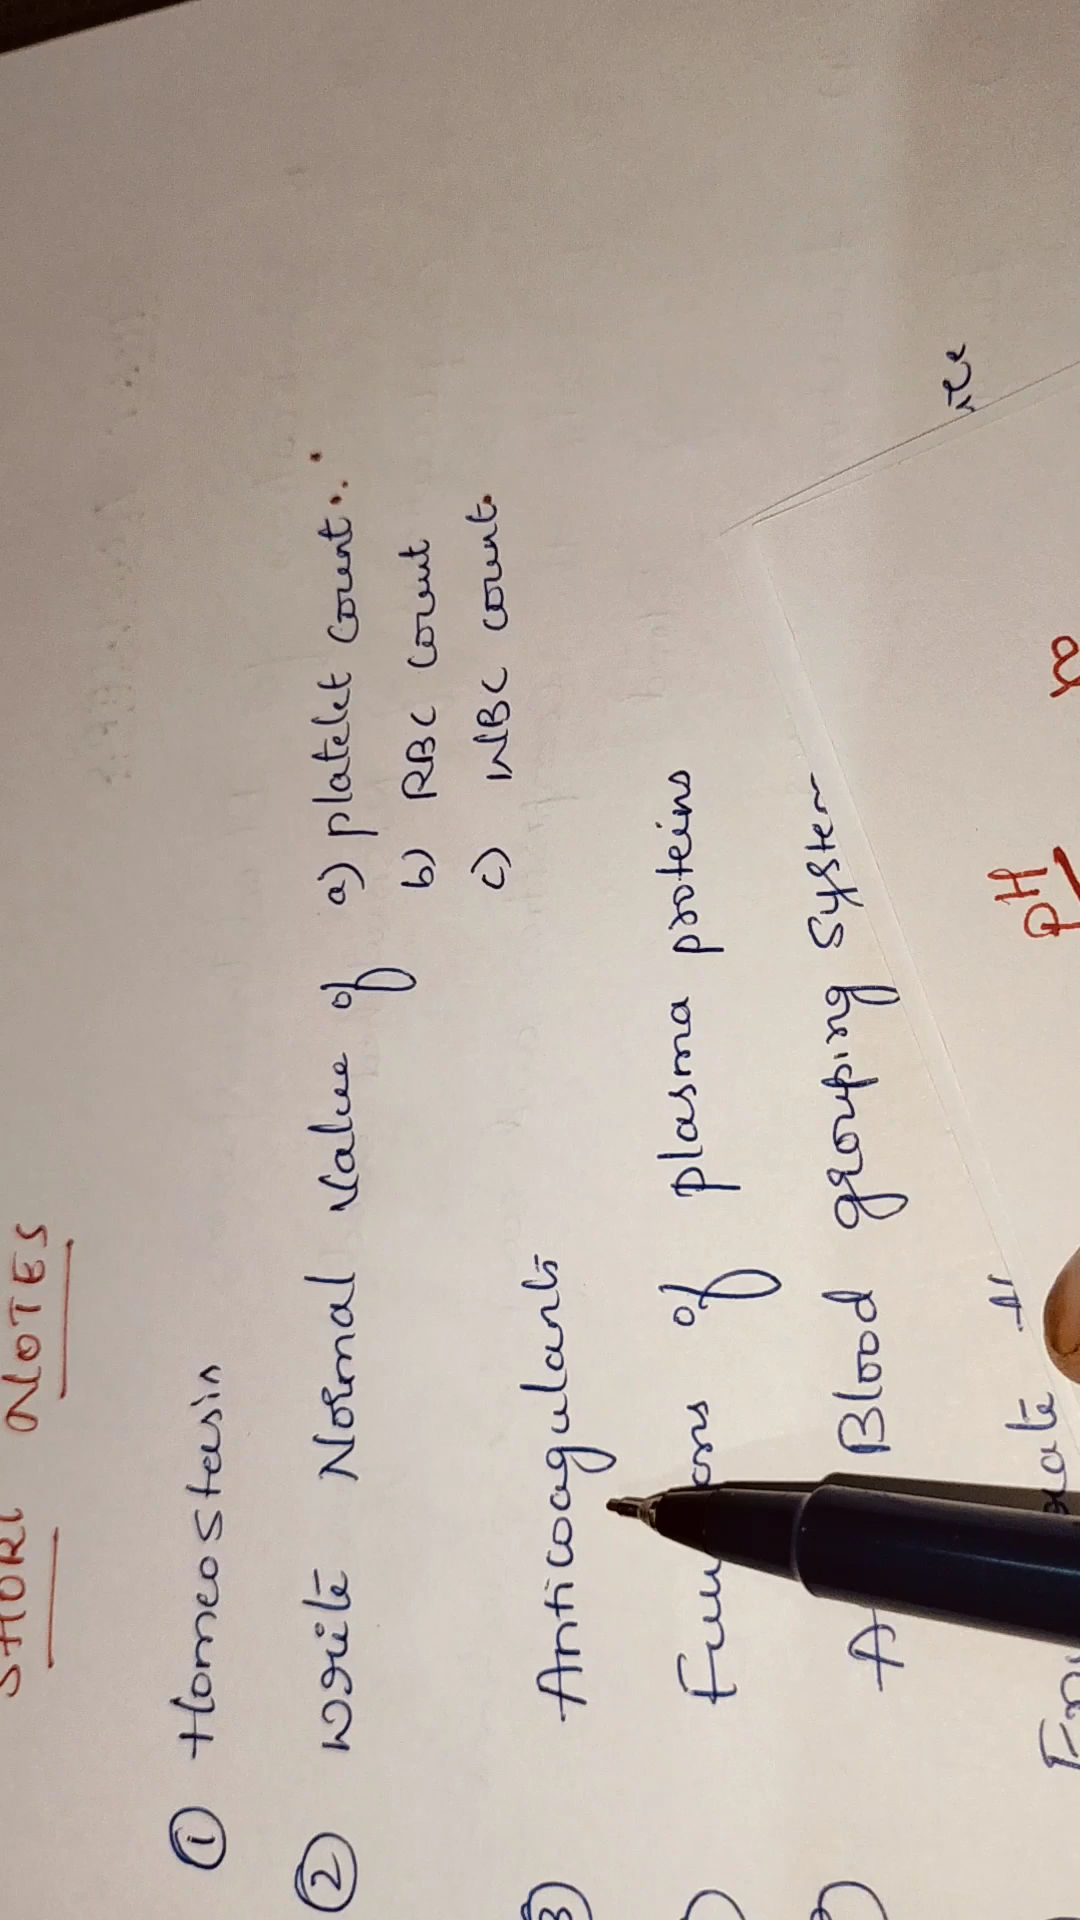 SHORT NOTES
① Homeostasis
② Write Normal Value of a) platelet count..
b) RBC count
c) WBC count.
3) Anticoagulants
) Functions of plasma proteins
) A Blood grouping System
pH